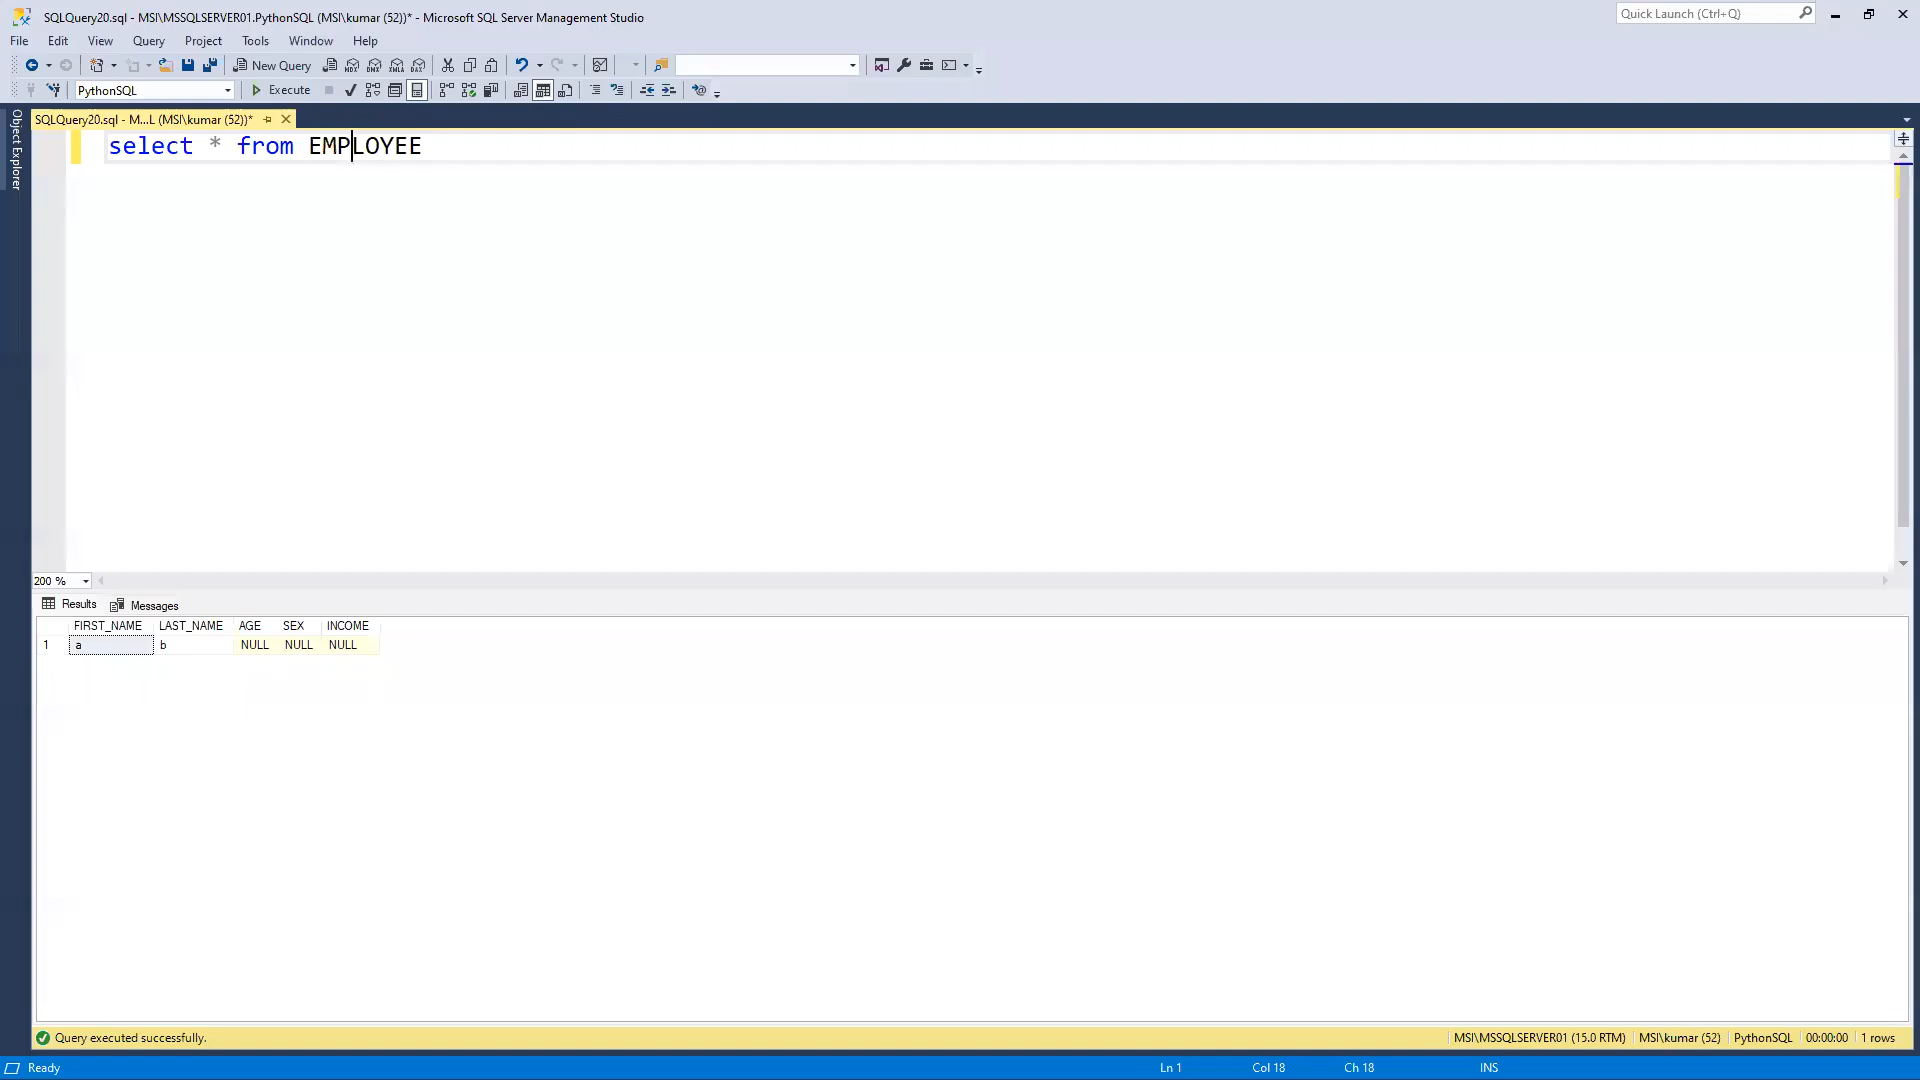 SQLQuery20.sql - MSI\MSSQLSERVER01.PythonSQL (MSI\kumar (52))* - Microsoft SQL Server Management Studio
Quick Launch (Ctrl+Q)
File Edit View Query Project Tools Window Help
New Query
PythonSQL
Execute
SQLQuery20.sql - M...L (MSI\kumar (52))*
Object Explorer
select * from EMPLOYEE
200 %
Results Messages
FIRST_NAME LAST_NAME AGE SEX INCOME
1 a b NULL NULL NULL
Query executed successfully.
MSI\MSSQLSERVER01 (15.0 RTM) MSI\kumar (52) PythonSQL 00:00:00 1 rows
Ready
Ln 1 Col 18 Ch 18 INS